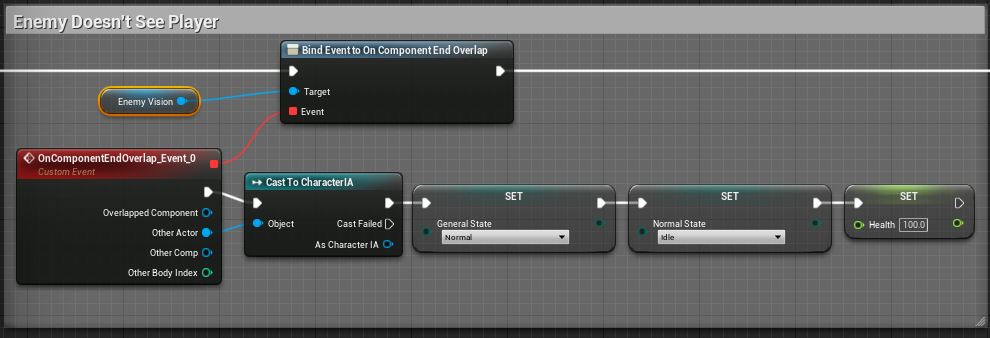 Enemy Doesn't See Player
Bind Event to On Component End Overlap
Enemy Vision
Target
Event
OnComponentEndOverlap_Event_0
Custom Event
Overlapped Component
Other Actor
Other Comp
Other Body Index
Cast To CharacterIA
Object
Cast Failed
As Character IA
SET
General State
Normal
SET
Normal State
Idle
SET
Health 100.0